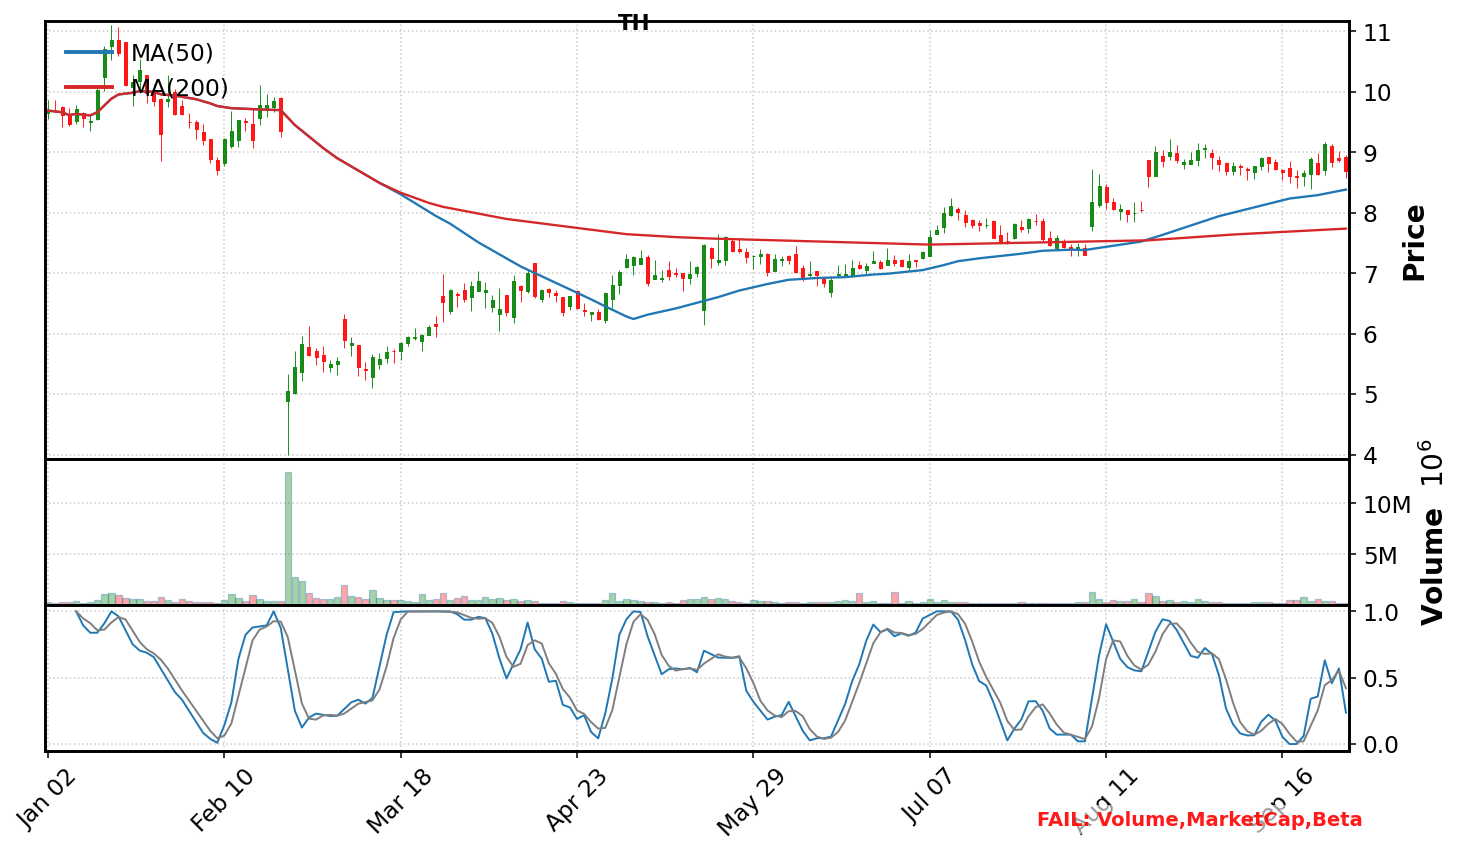 TH
MA(50)
MA(200)
11
10
9
8
7
6
5
4
Price
10M
5M
Volume 10^6
1.0
0.5
0.0
Jan 02
Feb 10
Mar 18
Apr 23
May 29
Jul 07
Aug 11
Sep 16
FAIL: Volume,MarketCap,Beta